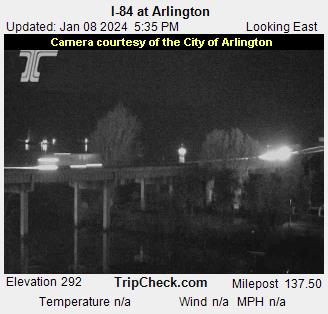 I-84 at Arlington
Updated: Jan 08 2024 5:35 PM Looking East
Camera courtesy of the City of Arlington
Elevation 292 TripCheck.com Milepost 137.50
Temperature n/a Wind n/a MPH n/a